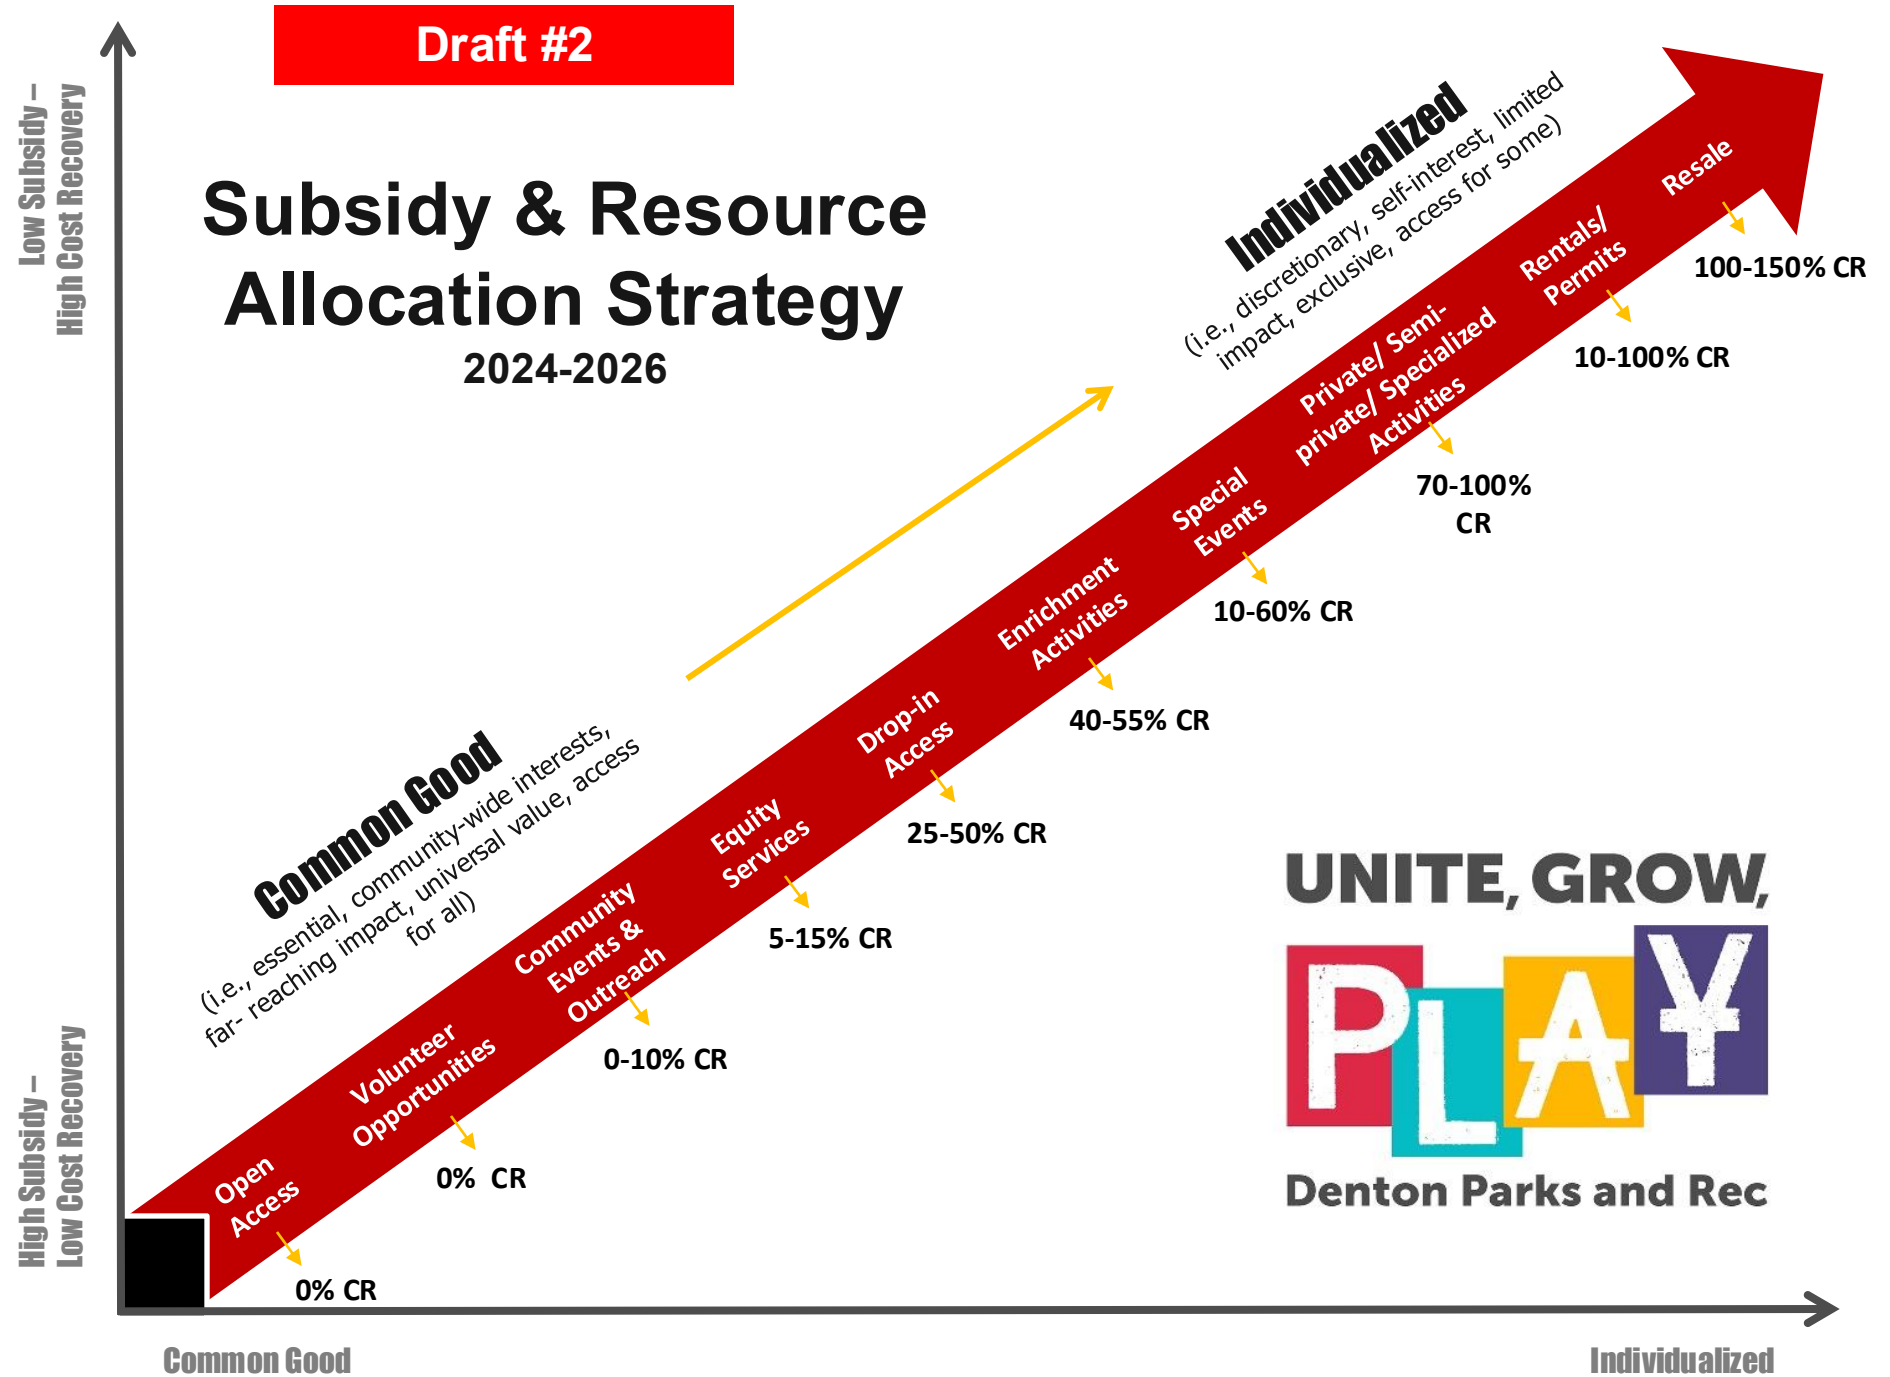 Draft #2
Low Subsidy –
High Cost Recovery
Subsidy & Resource
Allocation Strategy
2024-2026
Individualized
(i.e., discretionary, self-interest, limited
impact, exclusive, access for some)
Common Good
(i.e., essential, community-wide interests,
far- reaching impact, universal value, access
for all)
Resale
100-150% CR
Rentals/
Permits
10-100% CR
Private/ Semi-
private/ Specialized
Activities
70-100%
CR
Special
Events
10-60% CR
Enrichment
Activities
40-55% CR
Drop-in
Access
25-50% CR
Equity
Services
5-15% CR
Community
Events &
Outreach
0-10% CR
Volunteer
Opportunities
0%  CR
Open
Access
0% CR
High Subsidy –
Low Cost Recovery
UNITE, GROW,
PLAY
Denton Parks and Rec
Common Good
Individualized